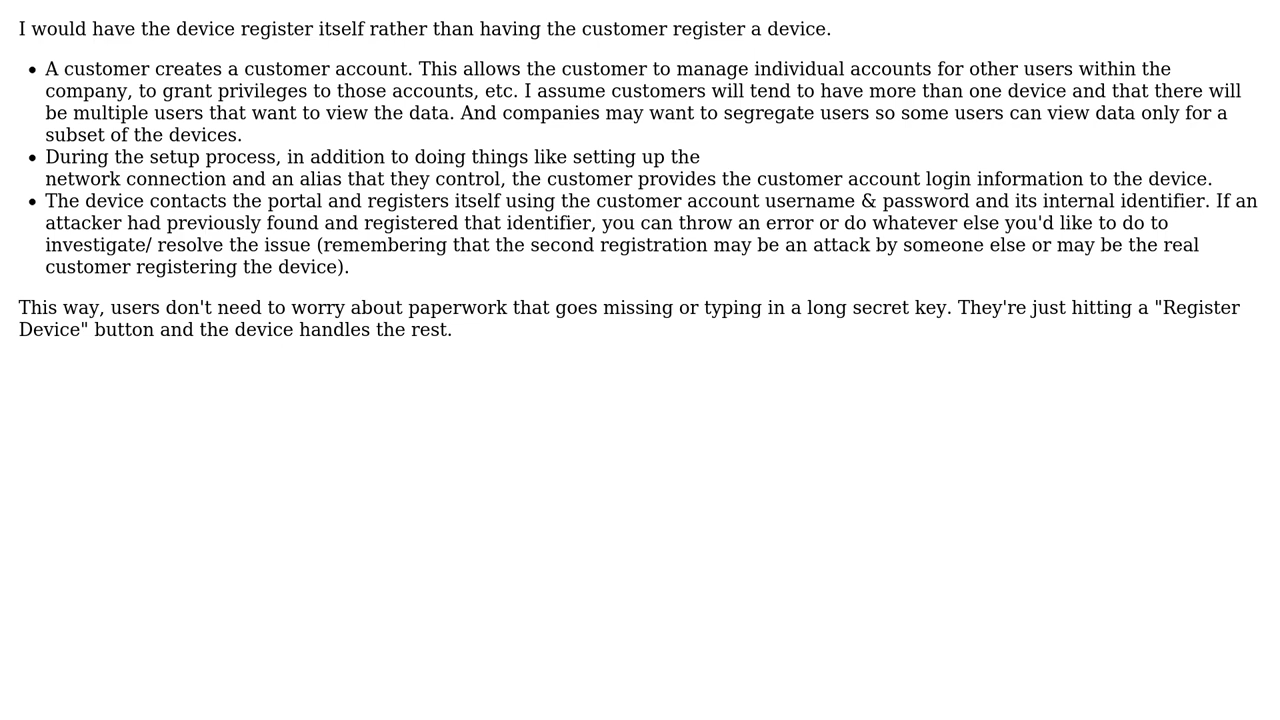 I would have the device register itself rather than having the customer register a device.
• A customer creates a customer account. This allows the customer to manage individual accounts for other users within the
company, to grant privileges to those accounts, etc. I assume customers will tend to have more than one device and that there will
be multiple users that want to view the data. And companies may want to segregate users so some users can view data only for a
subset of the devices.
• During the setup process, in addition to doing things like setting up the
network connection and an alias that they control, the customer provides the customer account login information to the device.
• The device contacts the portal and registers itself using the customer account username & password and its internal identifier. If an
attacker had previously found and registered that identifier, you can throw an error or do whatever else you'd like to do to
investigate/ resolve the issue (remembering that the second registration may be an attack by someone else or may be the real
customer registering the device).
This way, users don't need to worry about paperwork that goes missing or typing in a long secret key. They're just hitting a "Register
Device" button and the device handles the rest.